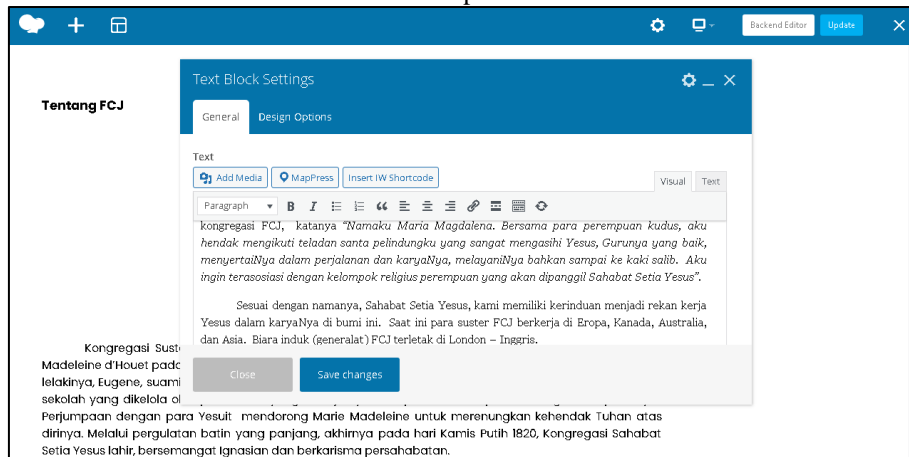 Backend Editor Update
Text Block Settings
Tentang FCJ
General Design Options
Text
Add Media MapPress Insert IW Shortcode
Visual Text
Paragraph
kongregasi FCJ, katanya “Namaku Maria Magdalena. Bersama para perempuan kudus, aku
hendak mengikuti teladan santa pelindungku yang sangat mengasihi Yesus, Gurunya yang baik,
menyertaiNya dalam perjalanan dan karyaNya, melayaniNya bahkan sampai ke kaki salib. Aku
ingin terasosiasi dengan kelompok religius perempuan yang akan dipanggil Sahabat Setia Yesus”.
Sesuai dengan namanya, Sahabat Setia Yesus, kami memiliki kerinduan menjadi rekan kerja
Yesus dalam karyaNya di bumi ini. Saat ini para suster FCJ berkerja di Eropa, Kanada, Australia,
dan Asia. Biara induk (generalat) FCJ terletak di London – Inggris.
Close Save changes
Kongregasi
Madeleine d’Houet
lelakinya, Eugene,
sekolah yang dikelola
Perjumpaan dengan para Yesuit mendorong Marie Madeleine untuk merenungkan kehendak Tuhan atas
dirinya. Melalui pergulatan batin yang panjang, akhirnya pada hari Kamis Putih 1820, Kongregasi Sahabat
Setia Yesus lahir, bersemangat Ignasian dan berkarisma persahabatan.